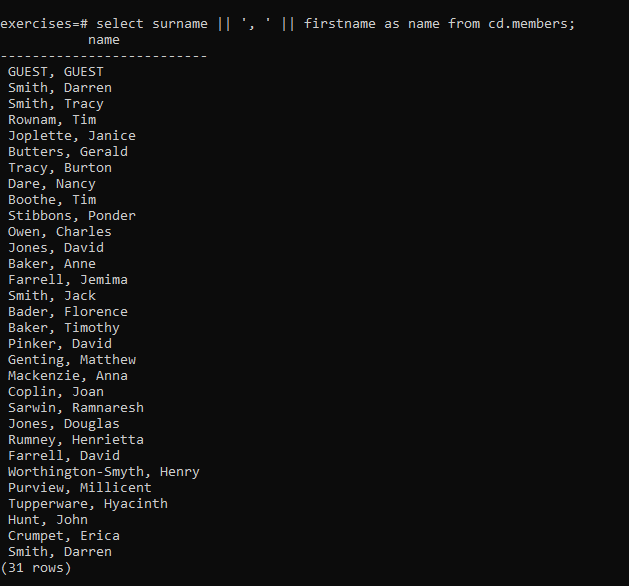 exercises=# select surname || ', ' || firstname as name from cd.members;
name
--------------------------
GUEST, GUEST
Smith, Darren
Smith, Tracy
Rownam, Tim
Joplette, Janice
Butters, Gerald
Tracy, Burton
Dare, Nancy
Boothe, Tim
Stibbons, Ponder
Owen, Charles
Jones, David
Baker, Anne
Farrell, Jemima
Smith, Jack
Bader, Florence
Baker, Timothy
Pinker, David
Genting, Matthew
Mackenzie, Anna
Coplin, Joan
Sarwin, Ramnaresh
Jones, Douglas
Rumney, Henrietta
Farrell, David
Worthington-Smyth, Henry
Purview, Millicent
Tupperware, Hyacinth
Hunt, John
Crumpet, Erica
Smith, Darren
(31 rows)